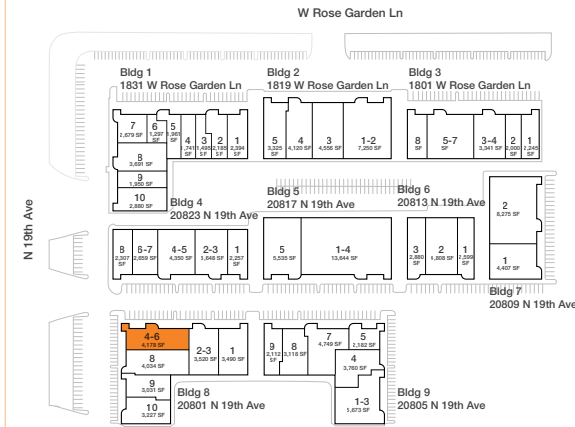 W Rose Garden Ln
Bldg 1
1831 W Rose Garden Ln
Bldg 2
1819 W Rose Garden Ln
Bldg 3
1801 W Rose Garden Ln
7
2,679 SF
6
1,297
SF
5
1,961
SF
4
1,741
SF
3
1,495
SF
2
2,185
SF
1
2,394
SF
8
3,691 SF
9
1,950 SF
10
2,880 SF
5
3,325
SF
4
4,120 SF
3
4,558 SF
1-2
7,250 SF
8
SF
5-7
SF
3-4
3,341 SF
2
2,000
SF
1
2,245
SF
N 19th Ave
Bldg 4
20823 N 19th Ave
Bldg 5
20817 N 19th Ave
Bldg 6
20813 N 19th Ave
8
2,307
SF
6-7
2,659 SF
4-5
4,350 SF
2-3
SF
1
2,257
SF
5
5,535
SF
1-4
13,644 SF
3
2,880
SF
2
SF
1
2,599
SF
2
8,275 SF
1
4,407 SF
Bldg 7
20809 N 19th Ave
4-6
4,178 SF
8
4,034 SF
9
3,031 SF
10
3,227 SF
2-3
3,520 SF
1
3,490 SF
Bldg 8
20801 N 19th Ave
9
2,112
SF
8
3,118 SF
7
4,749 SF
5
2,182 SF
4
3,760 SF
1-3
5,673 SF
Bldg 9
20805 N 19th Ave